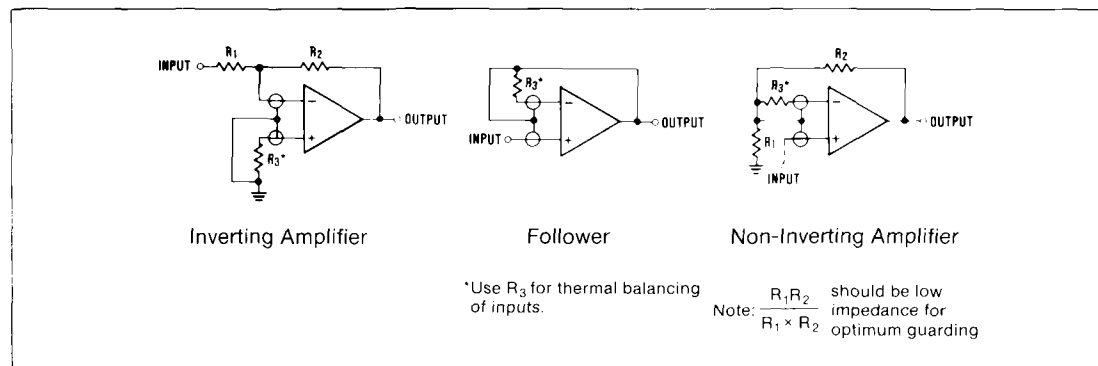 INPUT R₁ R₂
− + OUTPUT
R₃*
Inverting Amplifier
R₃*
− + OUTPUT
INPUT
Follower
R₂
R₃*
− + OUTPUT
R₁
INPUT
Non-Inverting Amplifier
*Use R₃ for thermal balancing
of inputs.
Note: R₁R₂ / R₁ × R₂ should be low
impedance for
optimum guarding